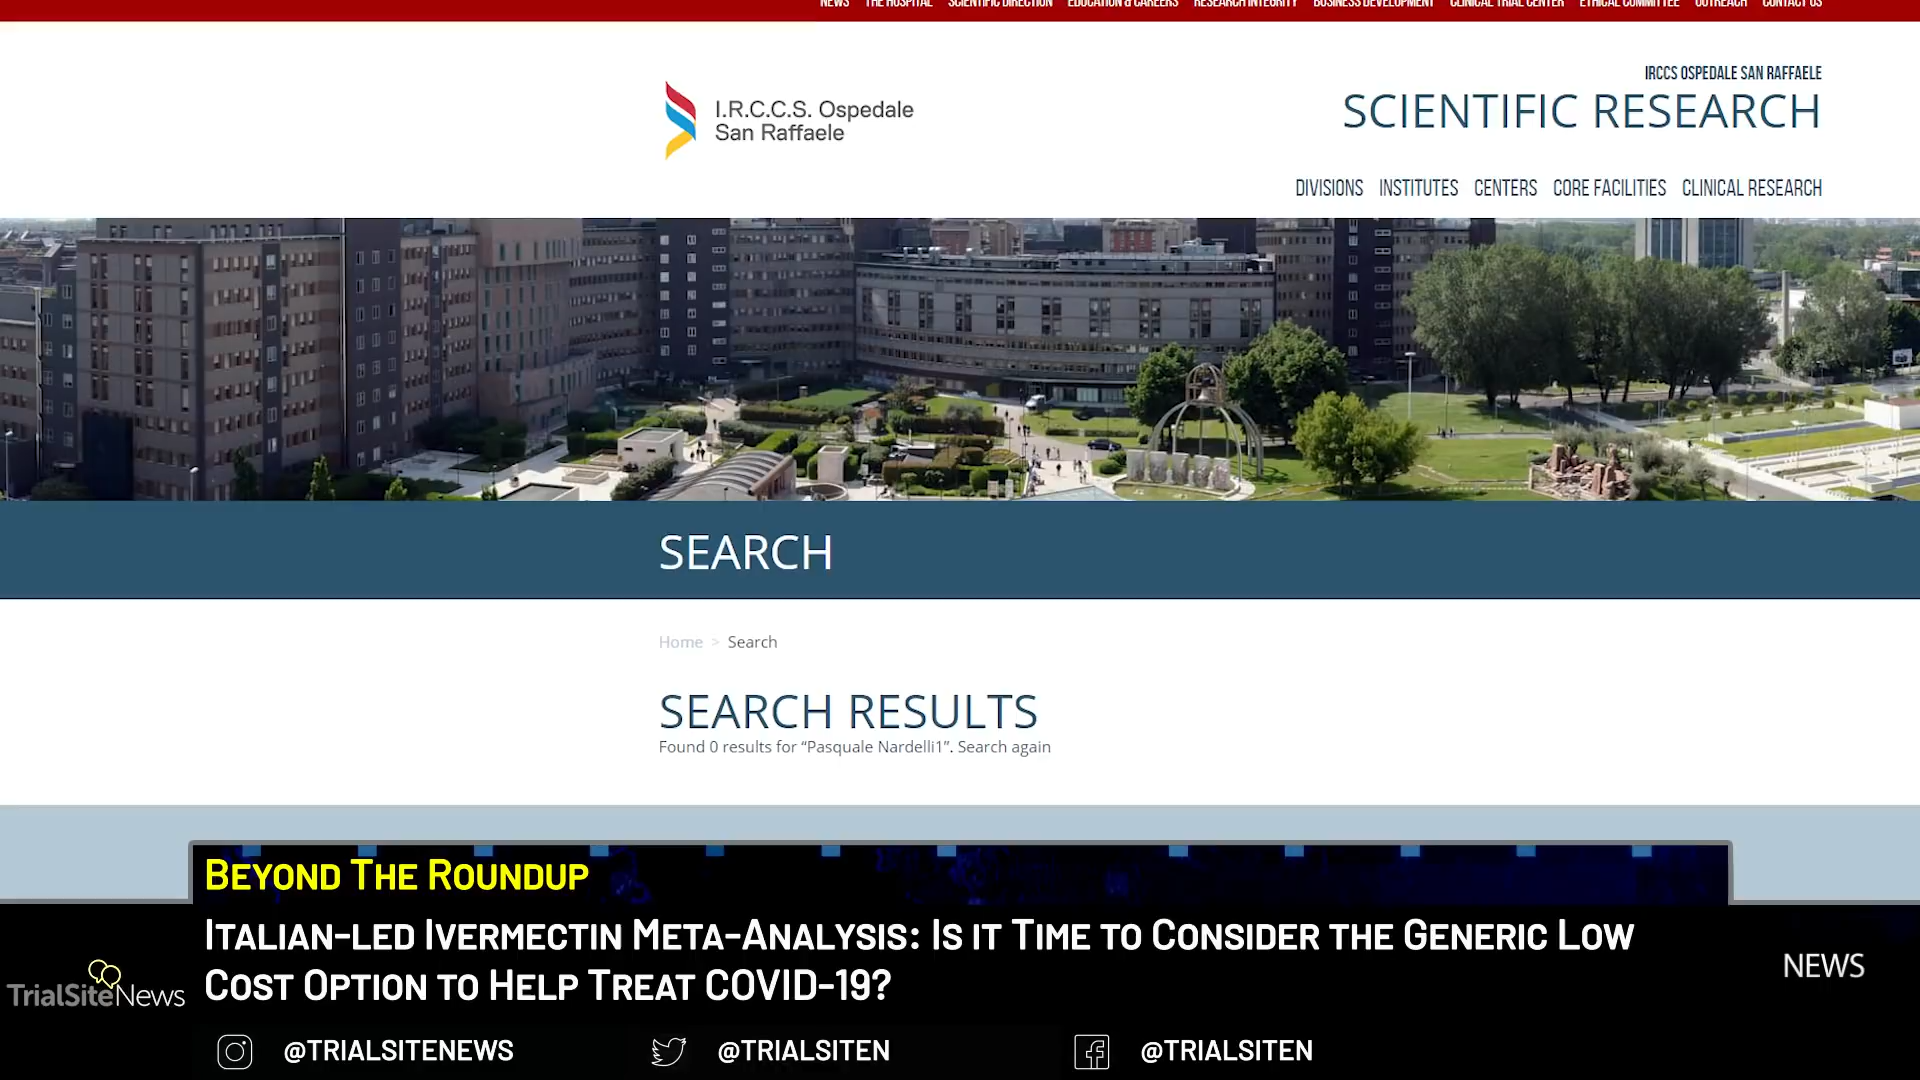 NEWS THE HOSPITAL SCIENTIFIC DIRECTION EDUCATION & CAREERS RESEARCH INTEGRITY BUSINESS DEVELOPMENT CLINICAL TRIAL CENTER ETHICAL COMMITTEE OUTREACH CONTACT US
I.R.C.C.S. Ospedale
San Raffaele
IRCCS OSPEDALE SAN RAFFAELE
SCIENTIFIC RESEARCH
DIVISIONS INSTITUTES CENTERS CORE FACILITIES CLINICAL RESEARCH
SEARCH
Home > Search
SEARCH RESULTS
Found 0 results for “Pasquale Nardelli1”. Search again
BEYOND THE ROUNDUP
ITALIAN-LED IVERMECTIN META-ANALYSIS: IS IT TIME TO CONSIDER THE GENERIC LOW
COST OPTION TO HELP TREAT COVID-19?
TrialSiteNews
NEWS
@TRIALSITENEWS @TRIALSITEN @TRIALSITEN